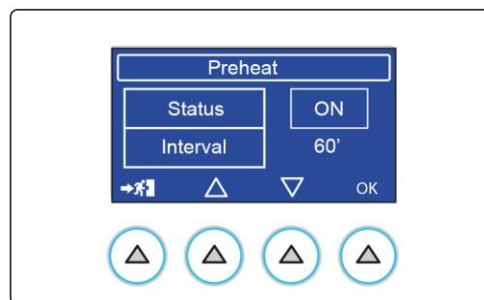 Preheat
Status ON
Interval 60’
OK